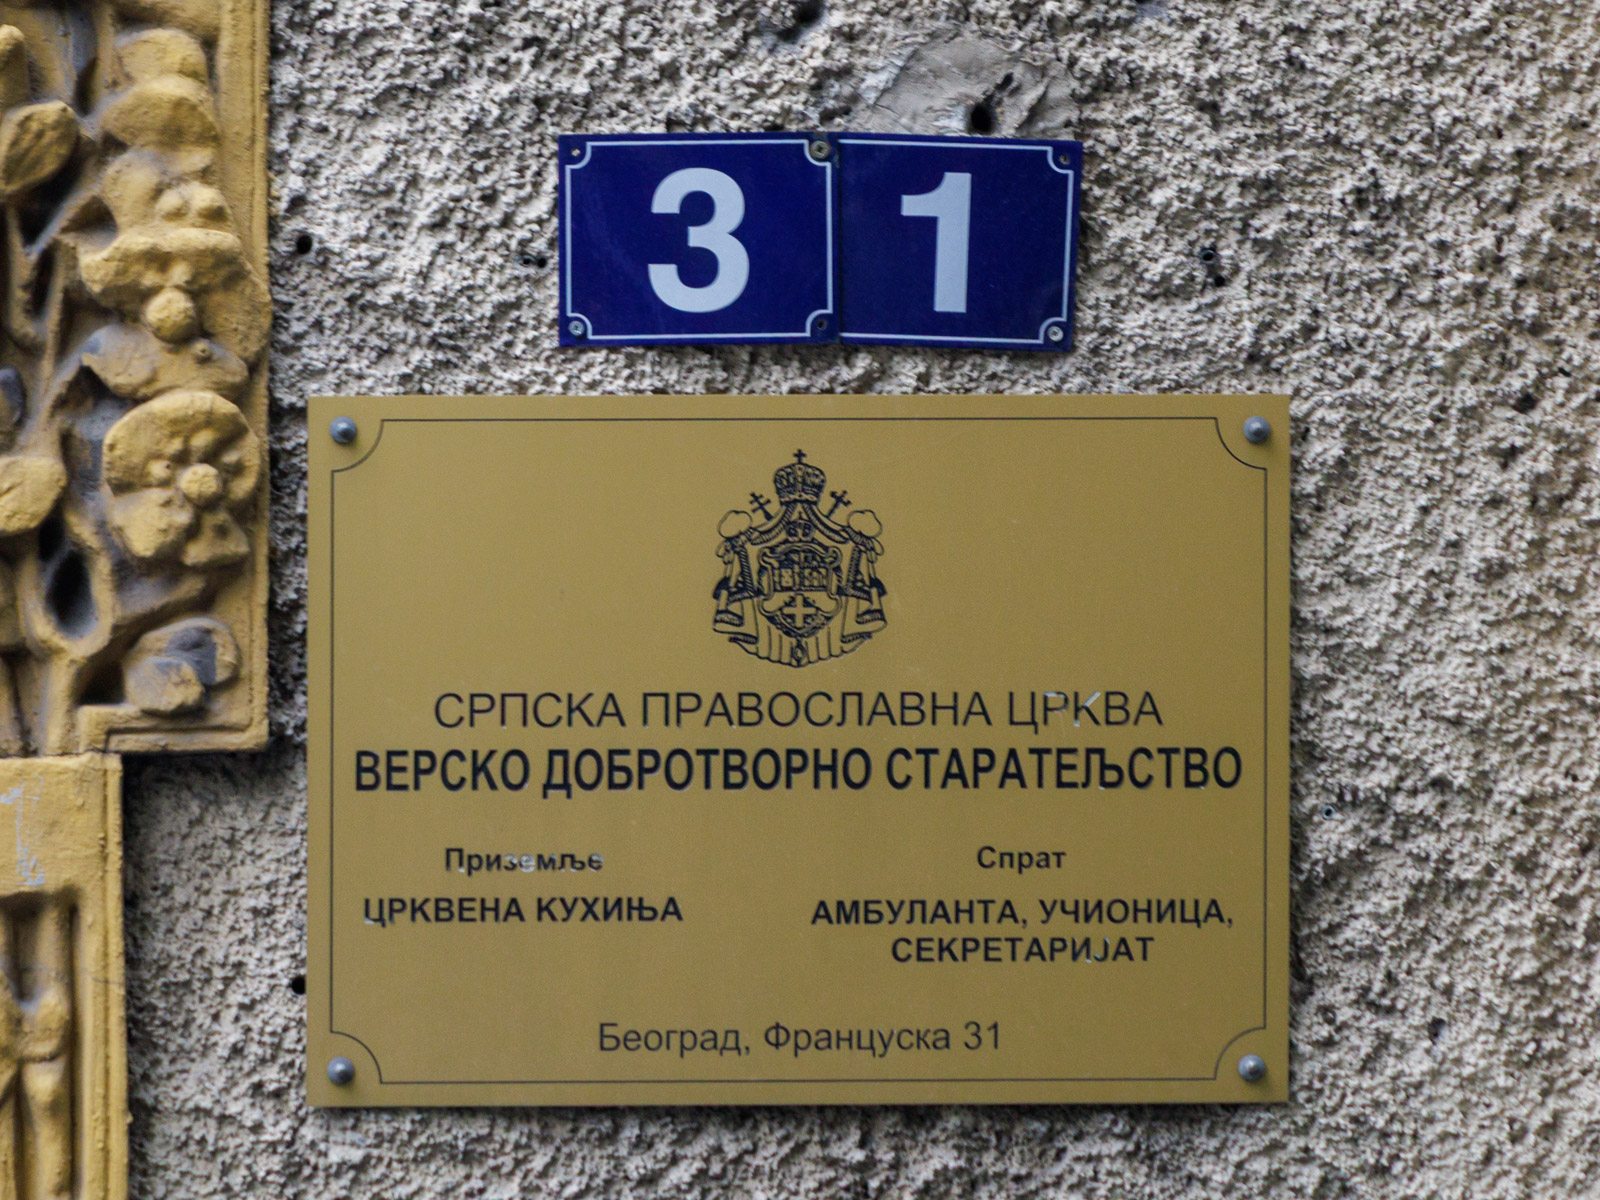 31
СРПСКА ПРАВОСЛАВНА ЦРКВА
ВЕРСКО ДОБРОТВОРНО СТАРАТЕЉСТВО
Приземље
ЦРКВЕНА КУХИЊА
Спрат
АМБУЛАНТА, УЧИОНИЦА,
СЕКРЕТАРИЈАТ
Београд, Француска 31